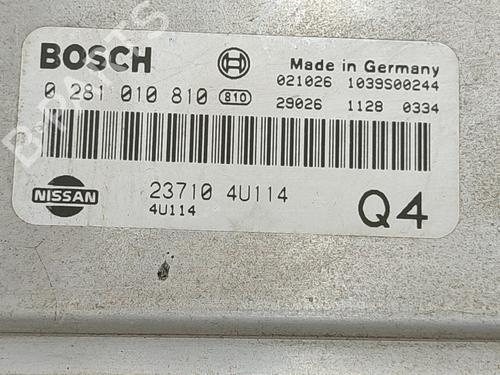 BOSCH
Made in Germany
021026 1039S00244
0 281 010 810 810
29026 1128 0334
NISSAN
23710 4U114
4U114
Q4
B-PARTS